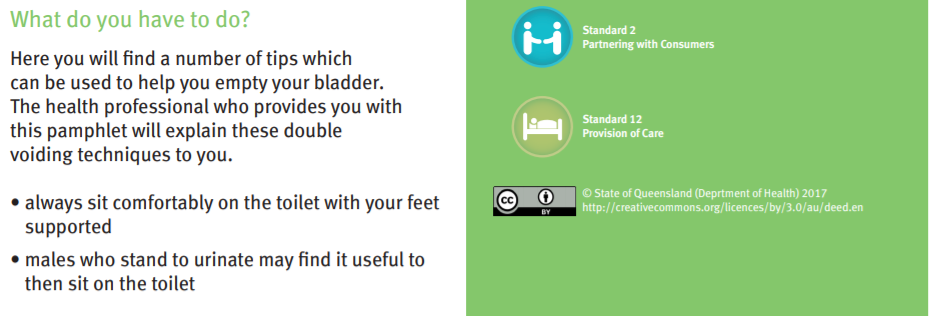 What do you have to do?
Here you will find a number of tips which
can be used to help you empty your bladder.
The health professional who provides you with
this pamphlet will explain these double
voiding techniques to you.
• always sit comfortably on the toilet with your feet
supported
• males who stand to urinate may find it useful to
then sit on the toilet
Standard 2
Partnering with Consumers
Standard 12
Provision of Care
cc
BY
© State of Queensland (Deprtment of Health) 2017
http://creativecommons.org/licences/by/3.0/au/deed.en